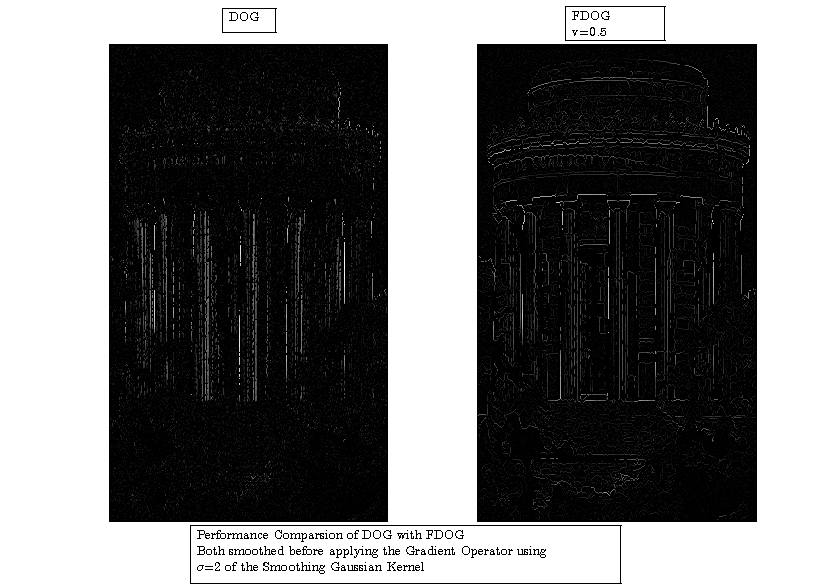 DOG
FDOG
v=0.5
Performance Comparsion of DOG with FDOG
Both smoothed before applying the Gradient Operator using
σ=2 of the Smoothing Gaussian Kernel